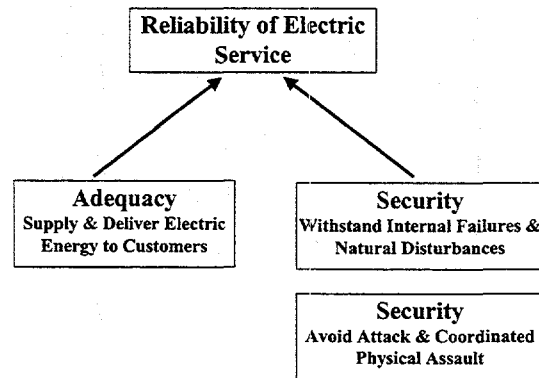 Reliability of Electric
Service
Adequacy
Supply & Deliver Electric
Energy to Customers
Security
Withstand Internal Failures &
Natural Disturbances
Security
Avoid Attack & Coordinated
Physical Assault